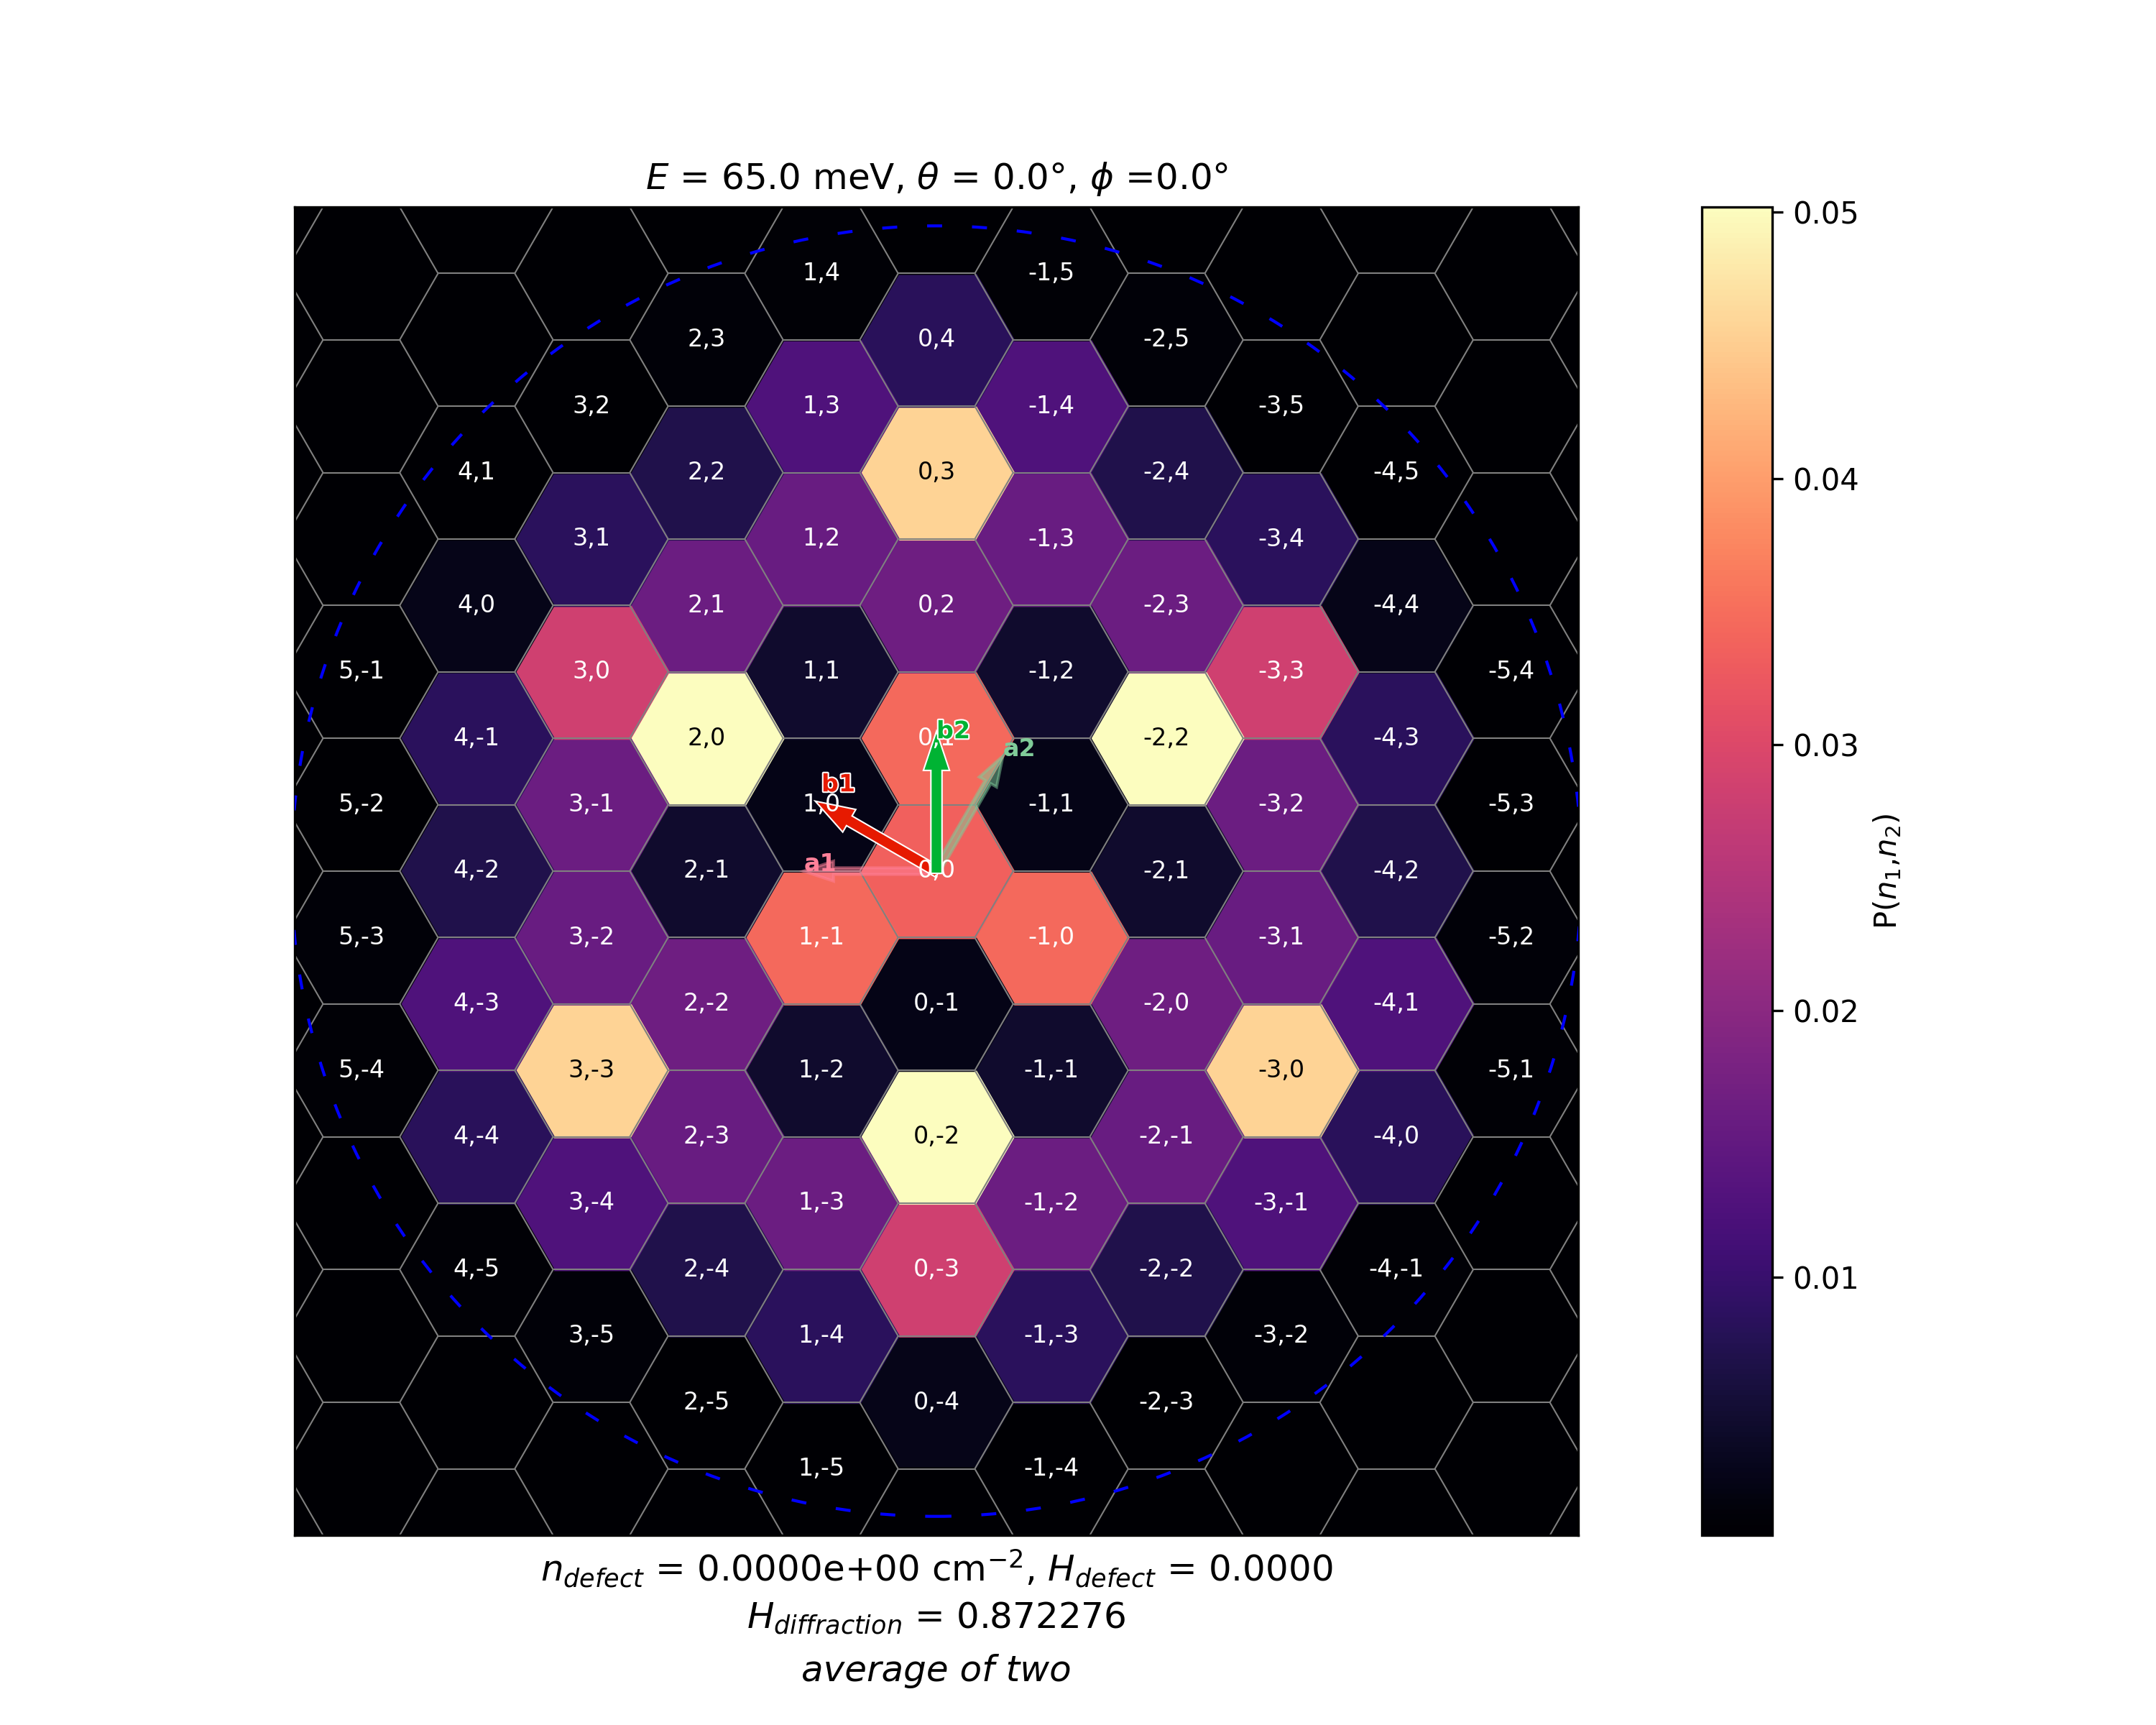 E = 65.0 meV, θ = 0.0°, ϕ =0.0°
1,4 -1,5
2,3 0,4 -2,5
3,2 1,3 -1,4 -3,5
4,1 2,2 0,3 -2,4 -4,5
3,1 1,2 -1,3 -3,4
4,0 2,1 0,2 -2,3 -4,4
5,-1 3,0 1,1 -1,2 -3,3 -5,4
4,-1 2,0 0,1 b2 a2 -2,2 -4,3
b1
5,-2 3,-1 1,0 -1,1 -3,2 -5,3
4,-2 2,-1 a1 0,0 -2,1 -4,2
5,-3 3,-2 1,-1 -1,0 -3,1 -5,2
4,-3 2,-2 0,-1 -2,0 -4,1
5,-4 3,-3 1,-2 -1,-1 -3,0 -5,1
4,-4 2,-3 0,-2 -2,-1 -4,0
3,-4 1,-3 -1,-2 -3,-1
4,-5 2,-4 0,-3 -2,-2 -4,-1
3,-5 1,-4 -1,-3 -3,-2
2,-5 0,-4 -2,-3
1,-5 -1,-4
0.05
0.04
0.03
0.02
0.01
P(n₁,n₂)
n_defect = 0.0000e+00 cm⁻², H_defect = 0.0000
H_diffraction = 0.872276
average of two